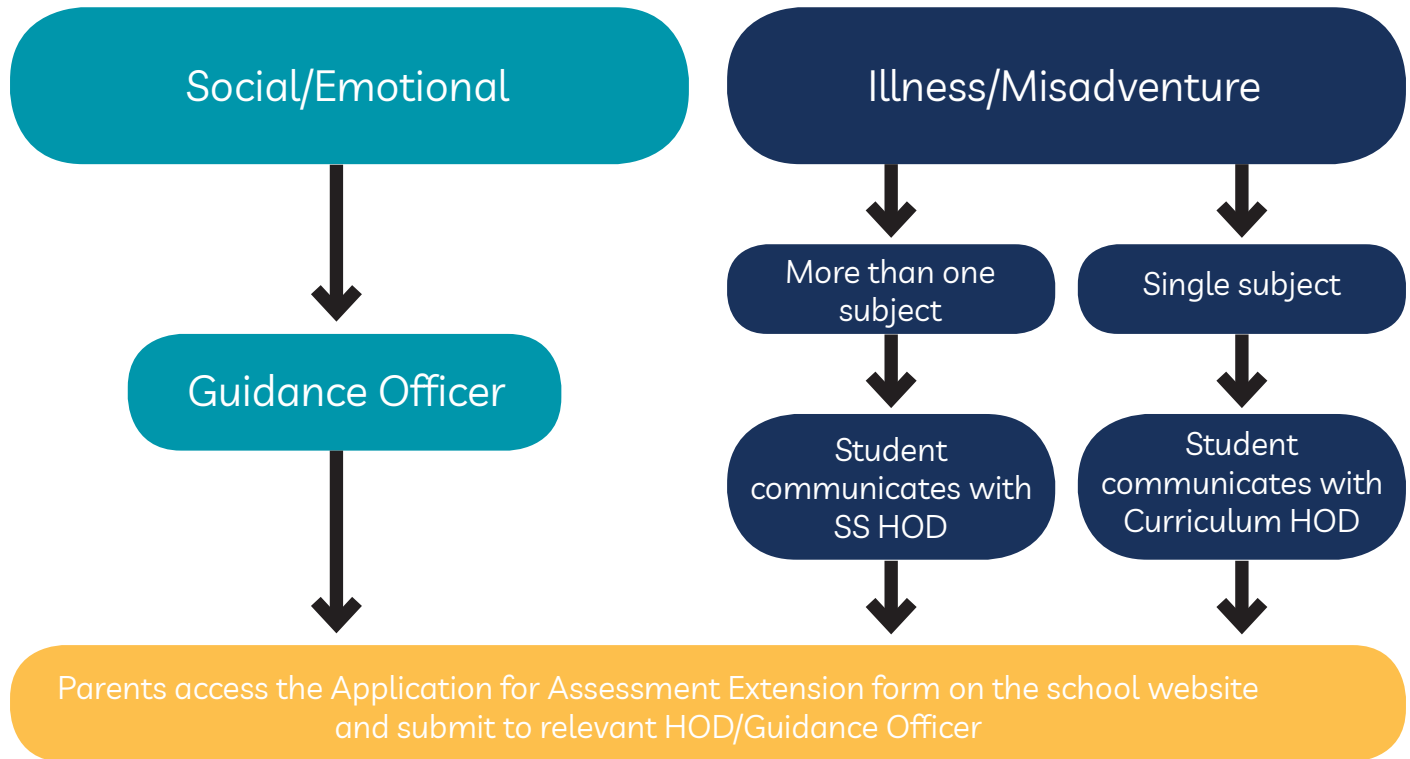 Social/Emotional
Illness/Misadventure
More than one
subject
Single subject
Guidance Officer
Student
communicates with
SS HOD
Student
communicates with
Curriculum HOD
Parents access the Application for Assessment Extension form on the school website
and submit to relevant HOD/Guidance Officer